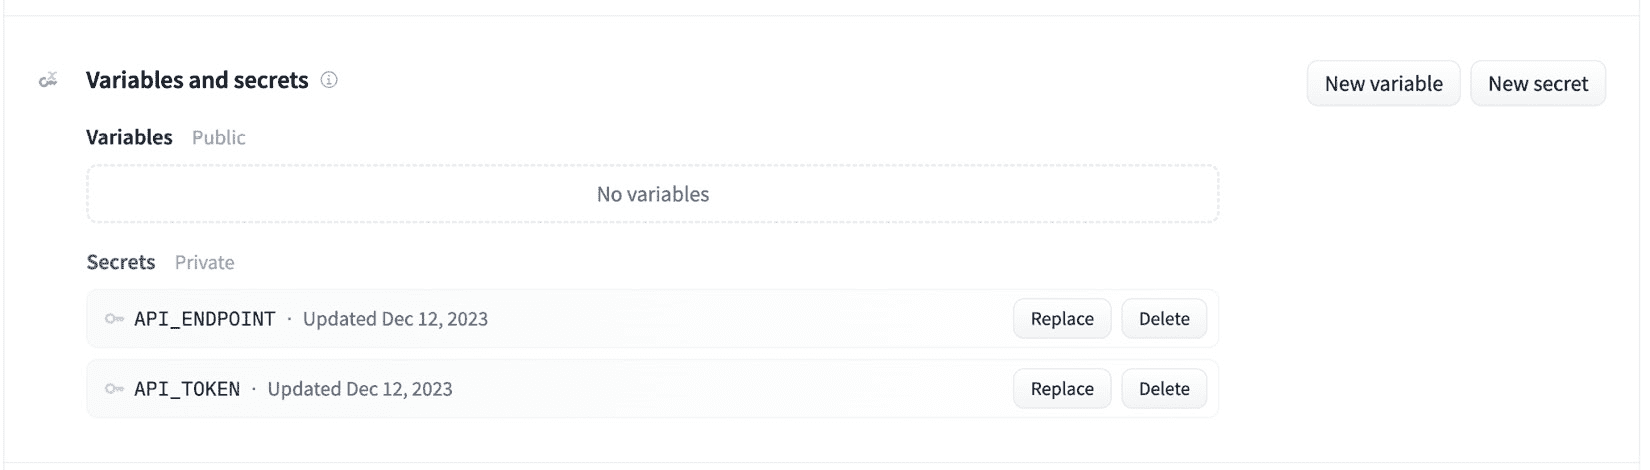 Variables and secrets
New variable
New secret
Variables Public
No variables
Secrets Private
API_ENDPOINT · Updated Dec 12, 2023 Replace Delete
API_TOKEN · Updated Dec 12, 2023 Replace Delete